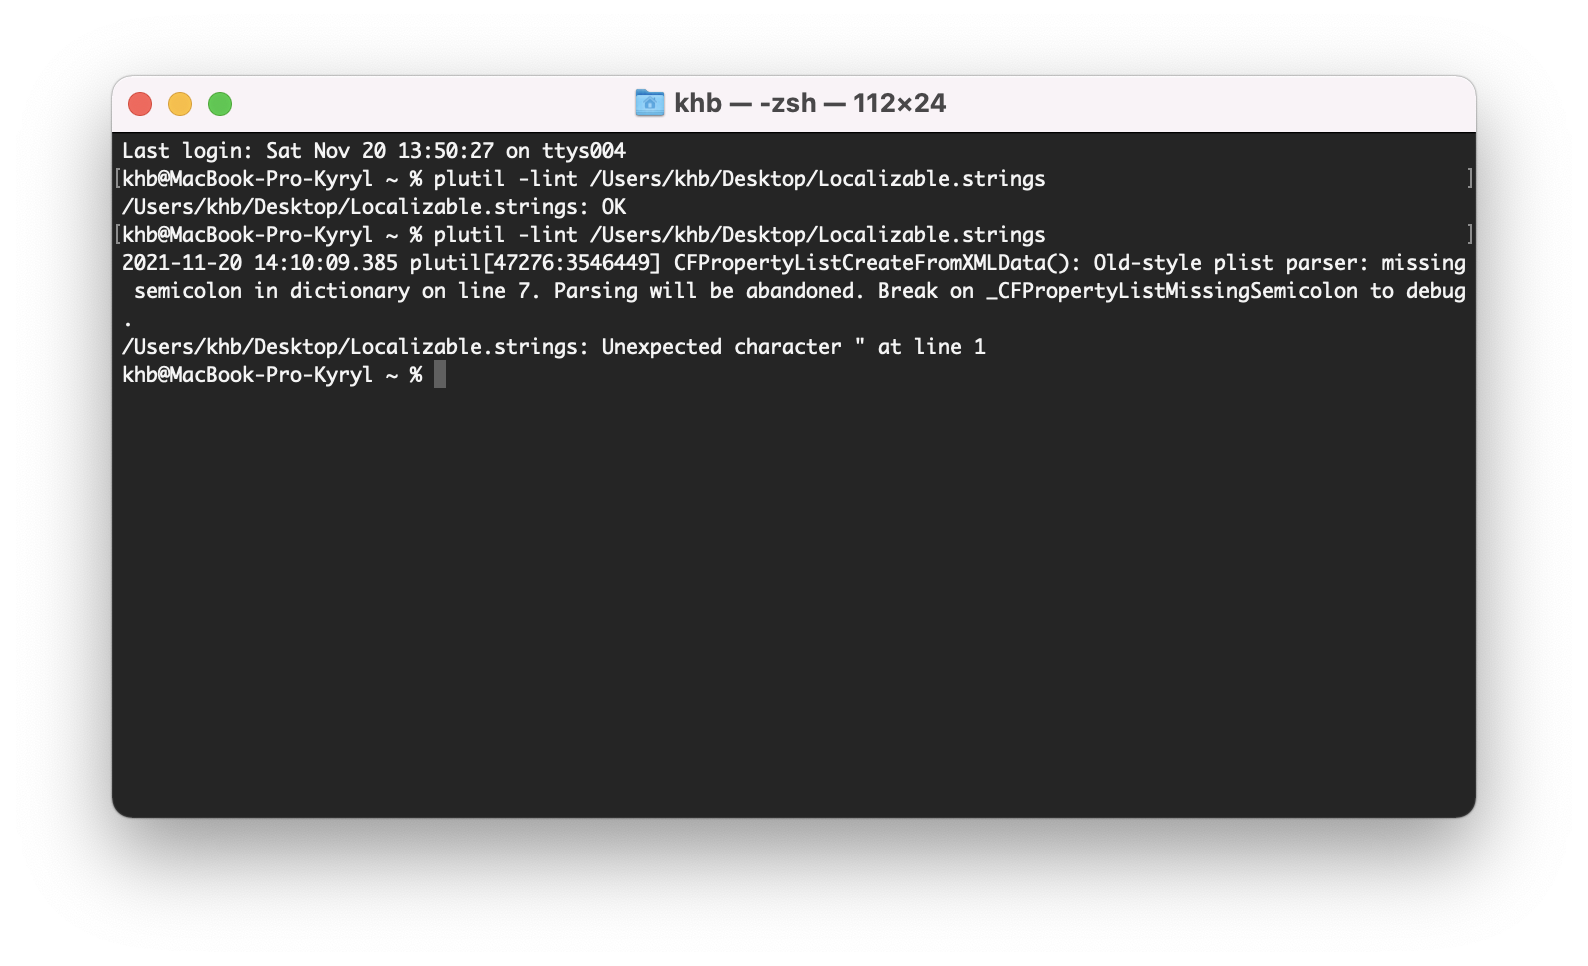 khb — -zsh — 112×24
Last login: Sat Nov 20 13:50:27 on ttys004
[khb@MacBook-Pro-Kyryl ~ % plutil -lint /Users/khb/Desktop/Localizable.strings ]
/Users/khb/Desktop/Localizable.strings: OK
[khb@MacBook-Pro-Kyryl ~ % plutil -lint /Users/khb/Desktop/Localizable.strings ]
2021-11-20 14:10:09.385 plutil[47276:3546449] CFPropertyListCreateFromXMLData(): Old-style plist parser: missing
semicolon in dictionary on line 7. Parsing will be abandoned. Break on _CFPropertyListMissingSemicolon to debug
.
/Users/khb/Desktop/Localizable.strings: Unexpected character " at line 1
khb@MacBook-Pro-Kyryl ~ %